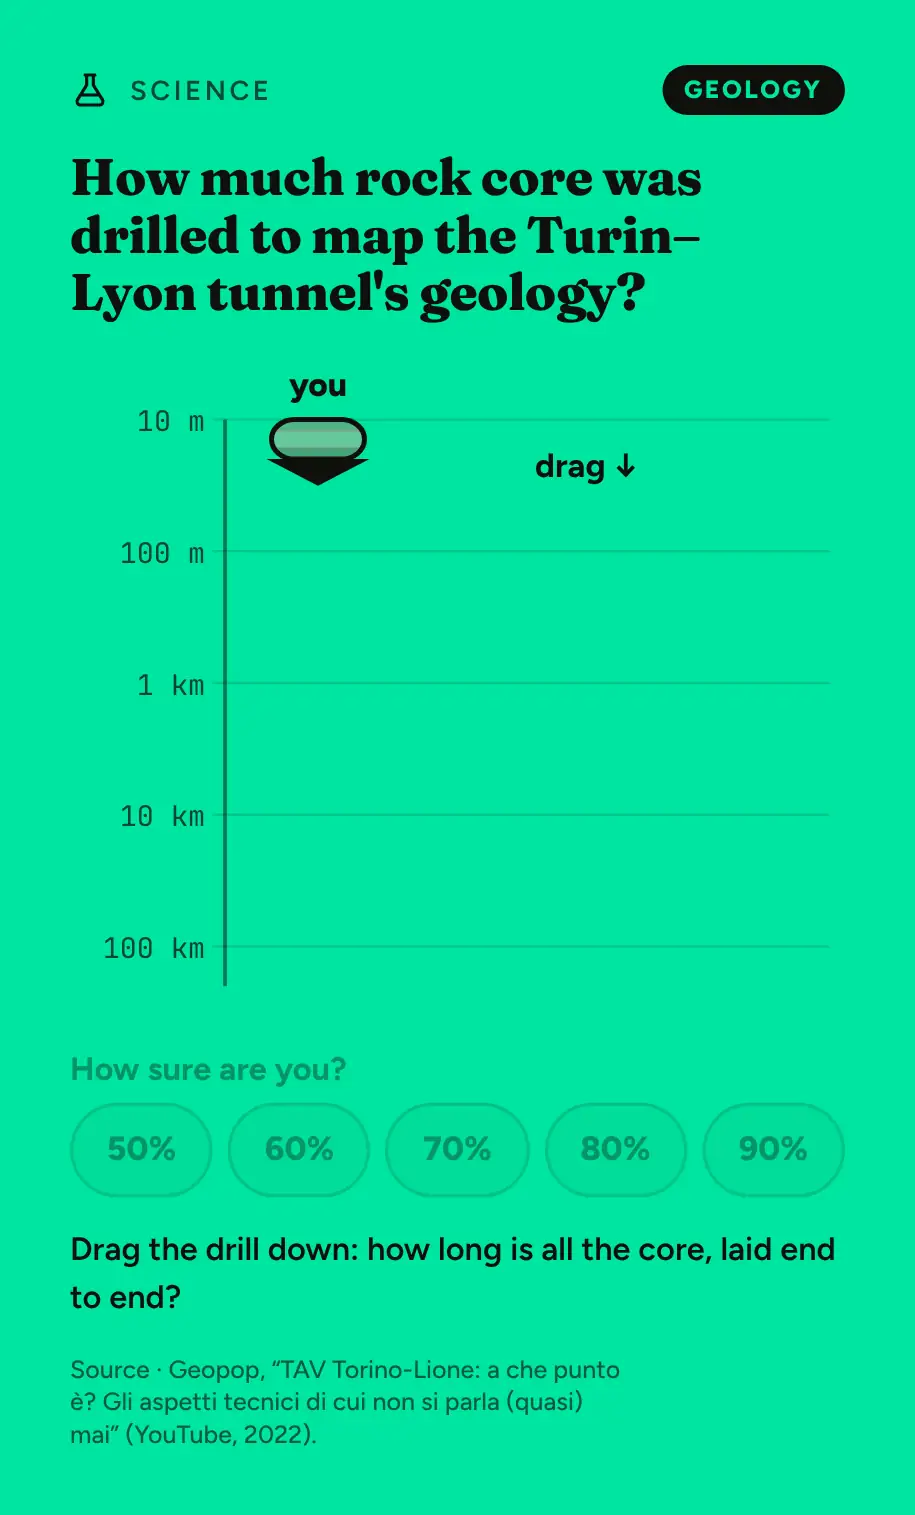 SCIENCE
GEOLOGY
How much rock core was
drilled to map the Turin–
Lyon tunnel's geology?
you
10 m
drag ↓
100 m
1 km
10 km
100 km
How sure are you?
50%
60%
70%
80%
90%
Drag the drill down: how long is all the core, laid end
to end?
Source · Geopop, “TAV Torino-Lione: a che punto
è? Gli aspetti tecnici di cui non si parla (quasi)
mai” (YouTube, 2022).